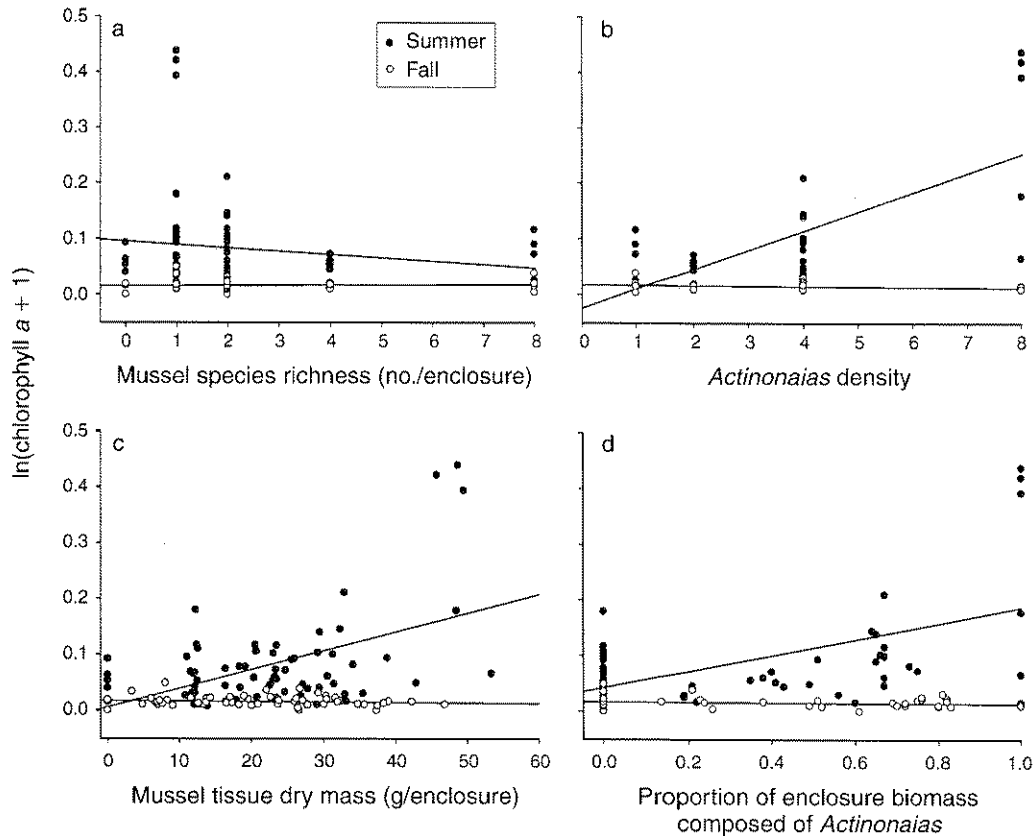 0.5
a
Summer
Fall
b
0.4
0.3
0.2
0.1
0.0
0 1 2 3 4 5 6 7 8
0 1 2 3 4 5 6 7 8
Mussel species richness (no./enclosure)
Actinonaias density
ln(chlorophyll a + 1)
0.5
c
d
0.4
0.3
0.2
0.1
0.0
0 10 20 30 40 50 60
0.0 0.2 0.4 0.6 0.8 1.0
Mussel tissue dry mass (g/enclosure)
Proportion of enclosure biomass
composed of Actinonaias